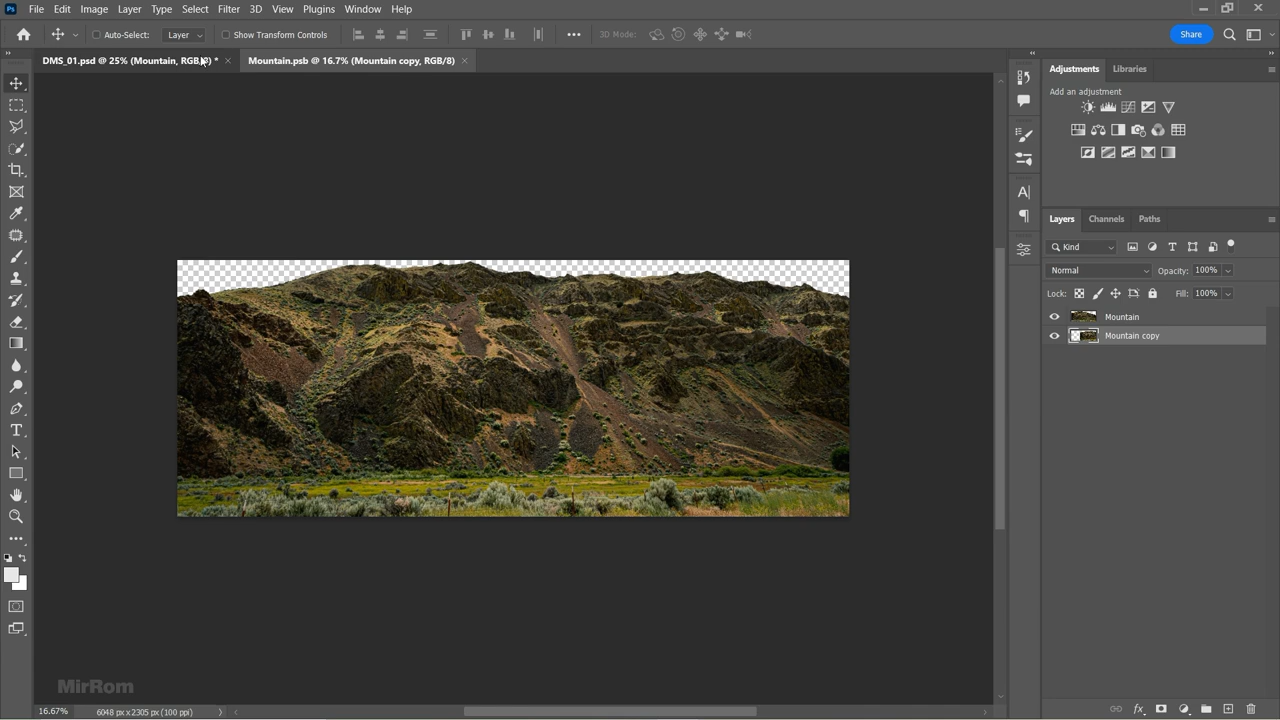 Ps File Edit Image Layer Type Select Filter 3D View Plugins Window Help
Auto-Select: Layer Show Transform Controls 3D Mode: Share
DMS_01.psd @ 25% (Mountain, RGB/8) * Mountain.psb @ 16.7% (Mountain copy, RGB/8)
Adjustments Libraries
Add an adjustment
Layers Channels Paths
Kind
Normal Opacity: 100%
Lock: Fill: 100%
Mountain
Mountain copy
MirRom
16.67% 6048 px x 2305 px (100 ppi)